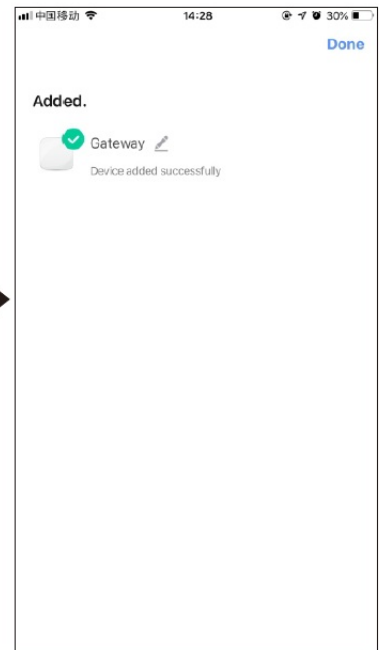 中国移动 14:28 30%
Done
Added.
Gateway
Device added successfully